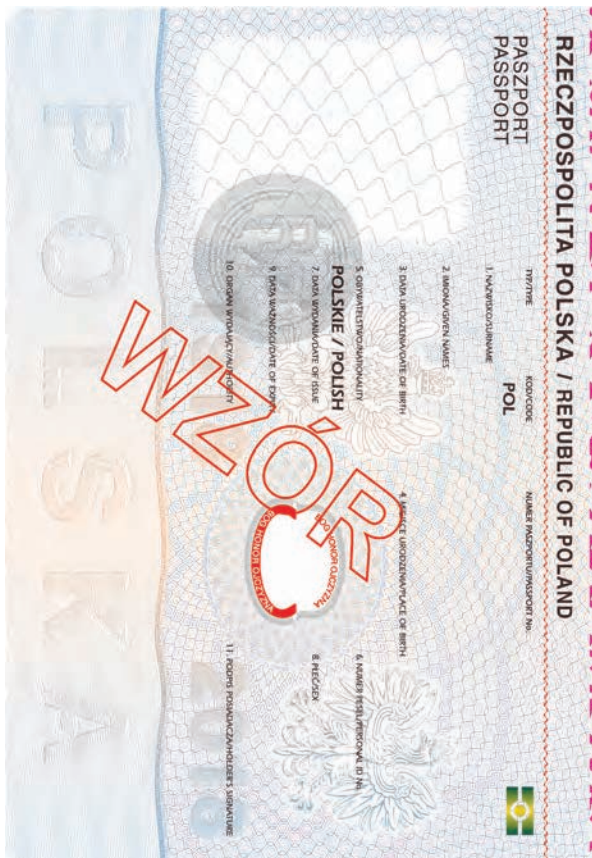 RZECZPOSPOLITA POLSKA / REPUBLIC OF POLAND
PASZPORT
PASSPORT
TYP/TYPE
KOD/CODE
NUMER PASZPORTU/PASSPORT No.
POL
1. NAZWISKO/SURNAME
2. IMIONA/GIVEN NAMES
3. DATA URODZENIA/DATE OF BIRTH
4. MIEJSCE URODZENIA/PLACE OF BIRTH
5. OBYWATELSTWO/NATIONALITY
6. NUMER PESEL/PERSONAL ID No.
POLSKIE / POLISH
7. DATA WYDANIA/DATE OF ISSUE
8. PŁEĆ/SEX
9. DATA WAŻNOŚCI/DATE OF EXPIRY
10. ORGAN WYDAJĄCY/AUTHORITY
11. PODPIS POSIADACZA/HOLDER'S SIGNATURE
WZÓR
BÓG HONOR OJCZYZNA
BÓG HONOR OJCZYZNA
POLSKA